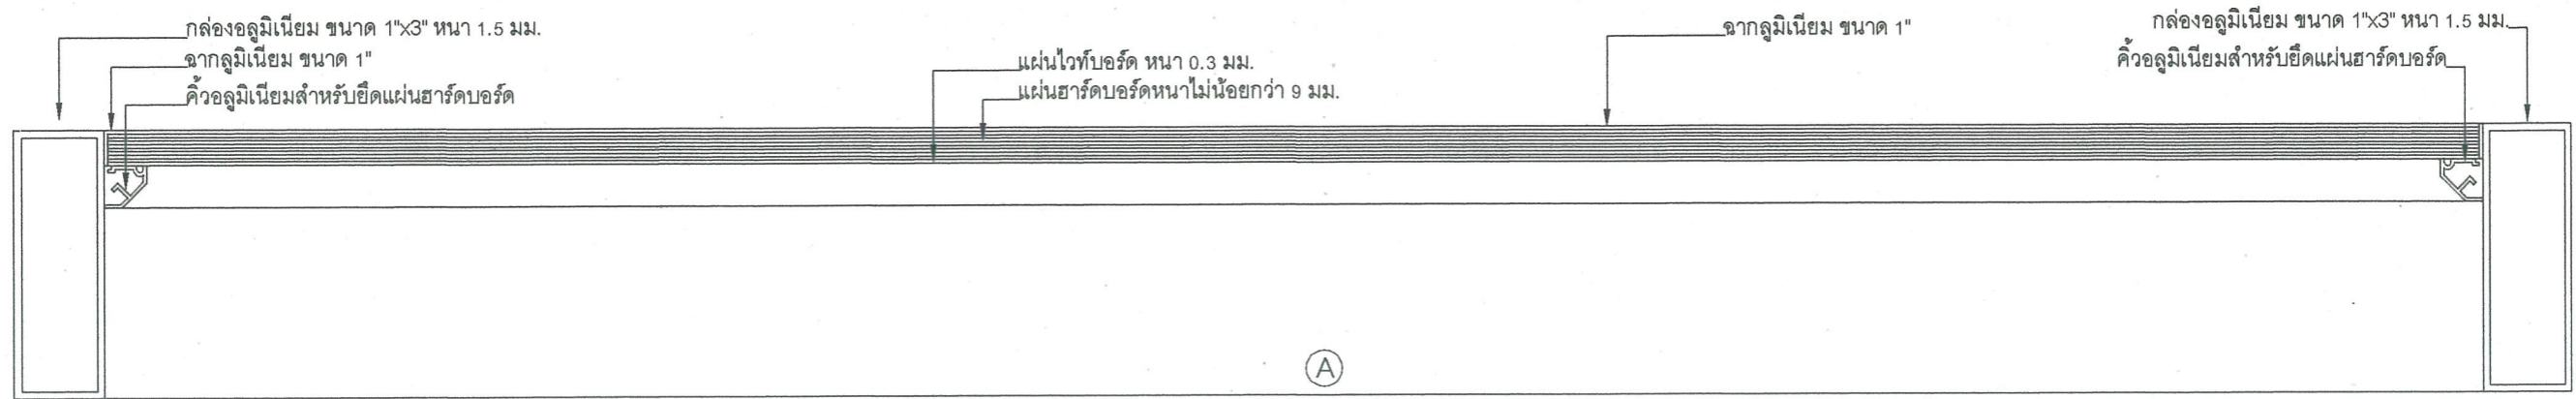 กล่องอลูมิเนียม ขนาด 1"x3" หนา 1.5 มม.
ฉากลูมิเนียม ขนาด 1"
คิ้วอลูมิเนียมสำหรับยึดแผ่นฮาร์ดบอร์ด
แผ่นไวท์บอร์ด หนา 0.3 มม.
แผ่นฮาร์ดบอร์ดหนาไม่น้อยกว่า 9 มม.
ฉากลูมิเนียม ขนาด 1"
กล่องอลูมิเนียม ขนาด 1"x3" หนา 1.5 มม.
คิ้วอลูมิเนียมสำหรับยึดแผ่นฮาร์ดบอร์ด
A